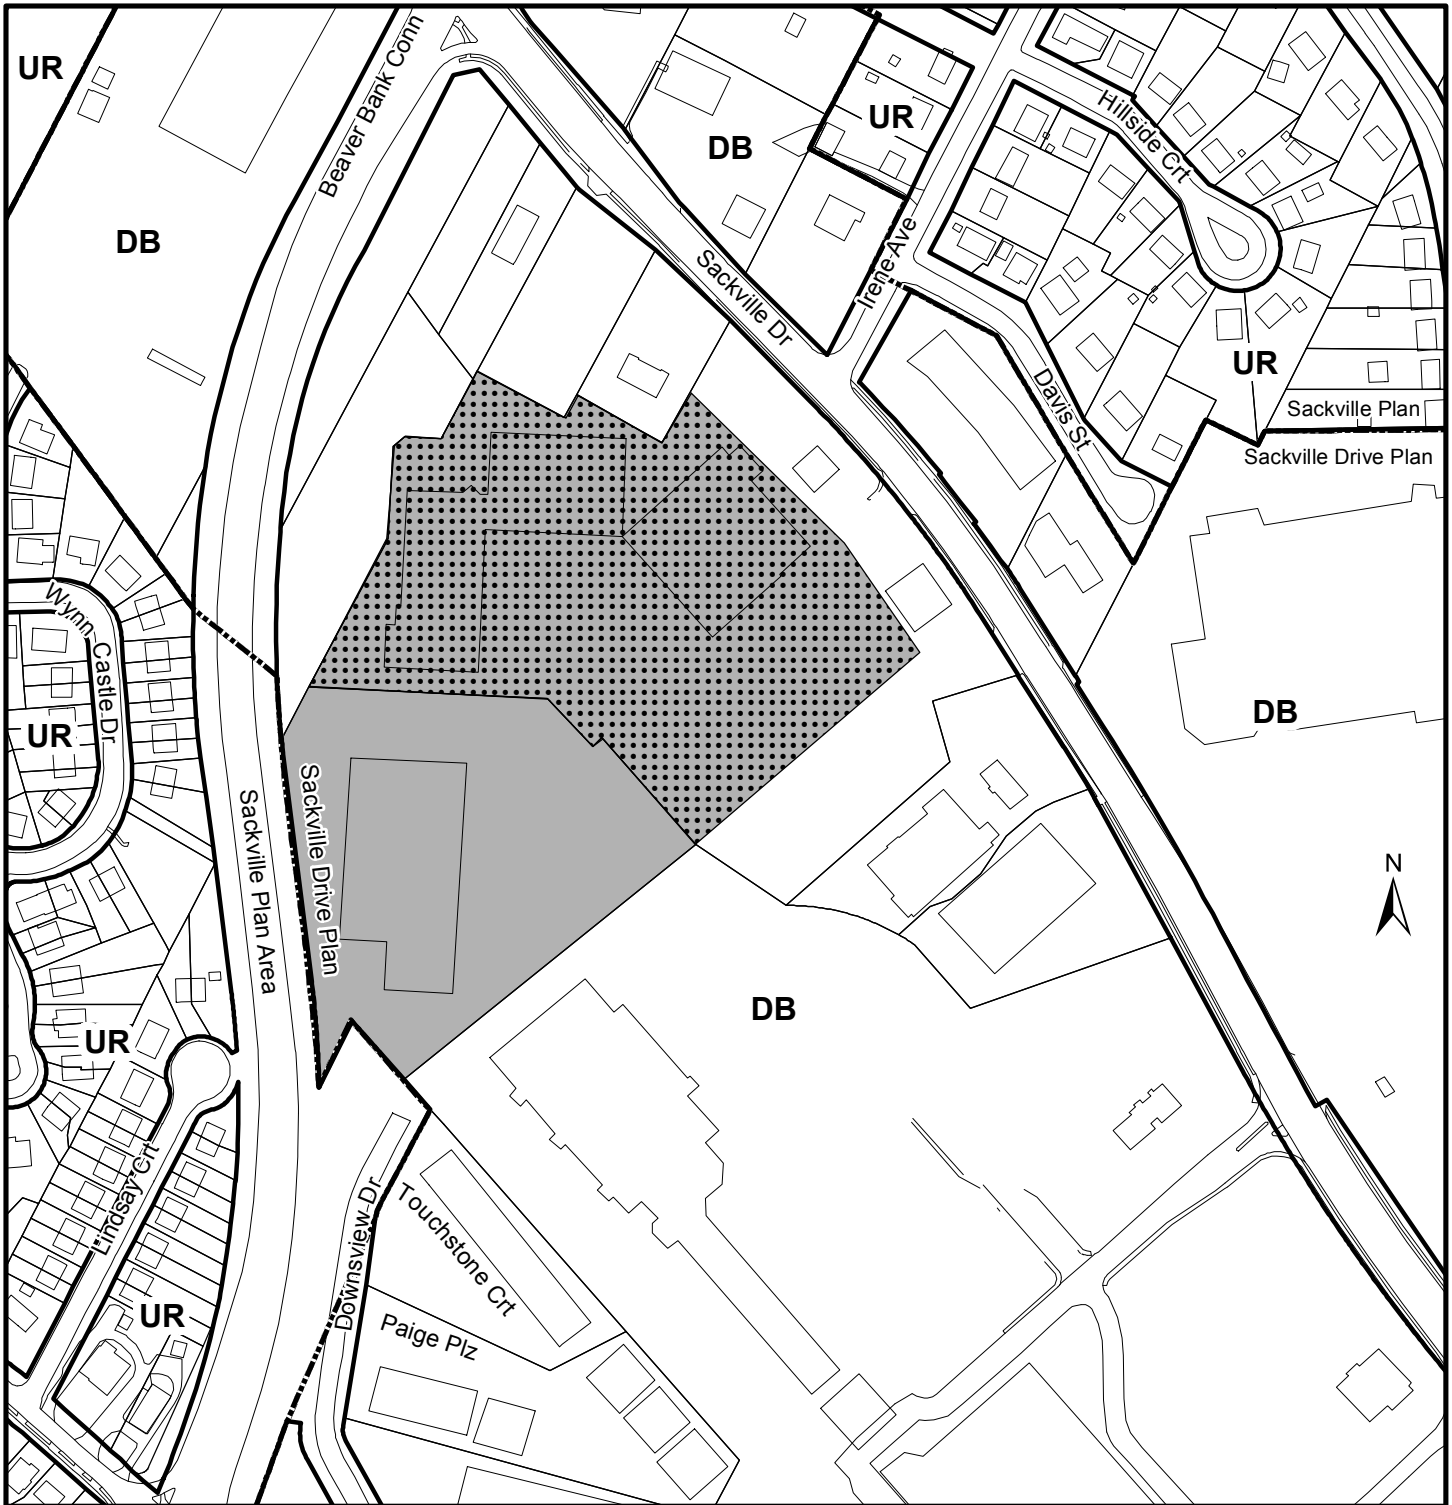 UR
Beaver Bank Conn
UR
Hillside Crt
DB
DB
Irene Ave
Sackville Dr
UR
Davis St
Sackville Plan
Sackville Drive Plan
Wynn Castle Dr
UR
DB
Sackville Plan Area
Sackville Drive Plan
N
DB
UR
Lindsay Crt
Touchstone Crt
Downsview Dr
UR
Paige Plz